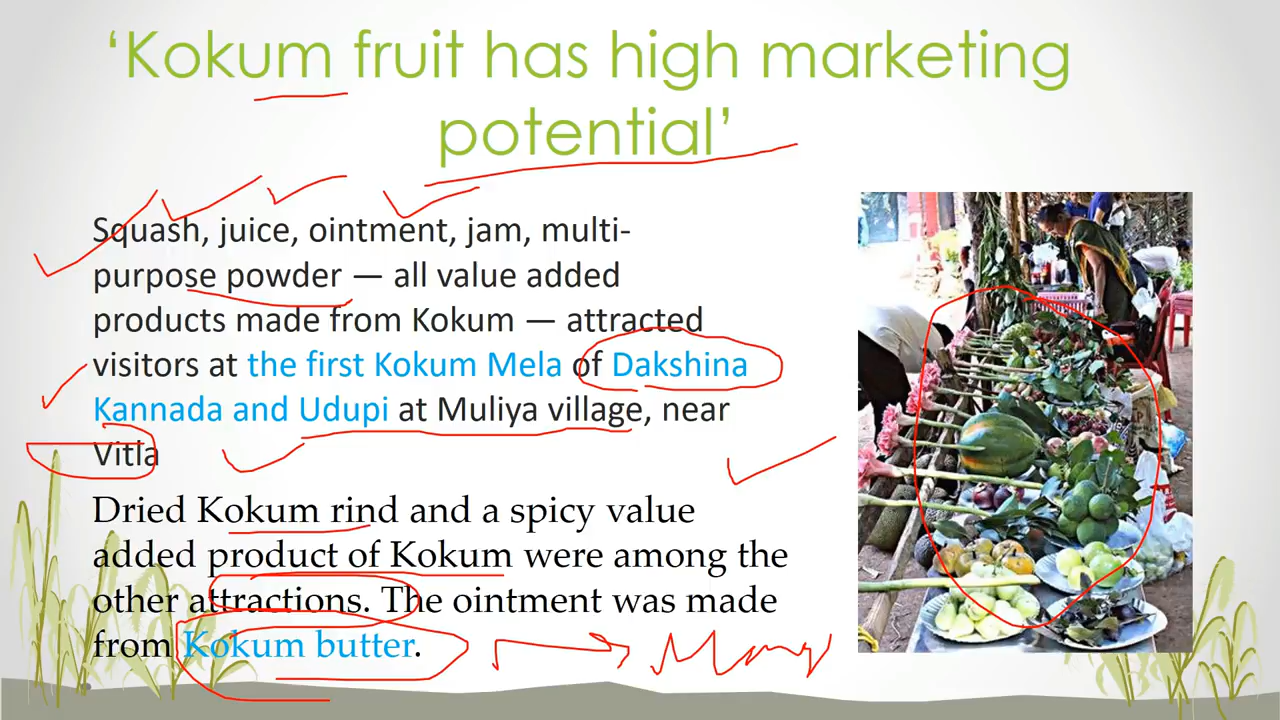 ‘Kokum fruit has high marketing
potential’
Squash, juice, ointment, jam, multi-
purpose powder — all value added
products made from Kokum — attracted
visitors at the first Kokum Mela of Dakshina
Kannada and Udupi at Muliya village, near
Vitla
Dried Kokum rind and a spicy value
added product of Kokum were among the
other attractions. The ointment was made
from Kokum butter.